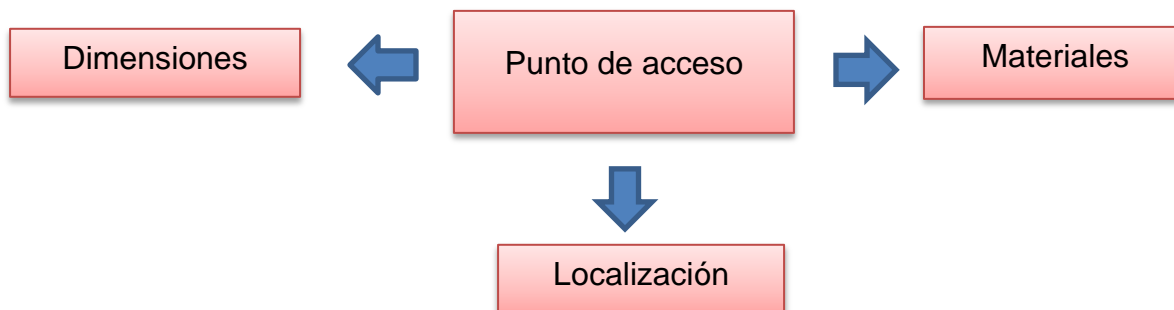 Dimensiones
Punto de acceso
Materiales
Localización